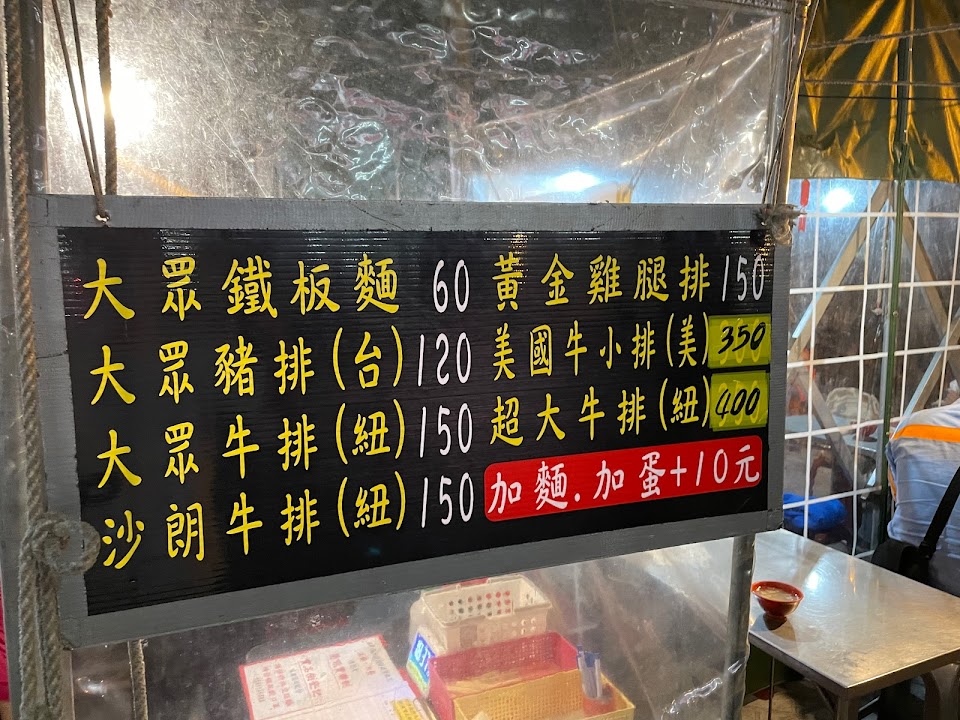 大眾鐵板麵 60
大眾豬排(台) 120
大眾牛排(紐) 150
沙朗牛排(紐) 150
黃金雞腿排 150
美國牛小排(美) 350
超大牛排(紐) 400
加麵.加蛋+10元